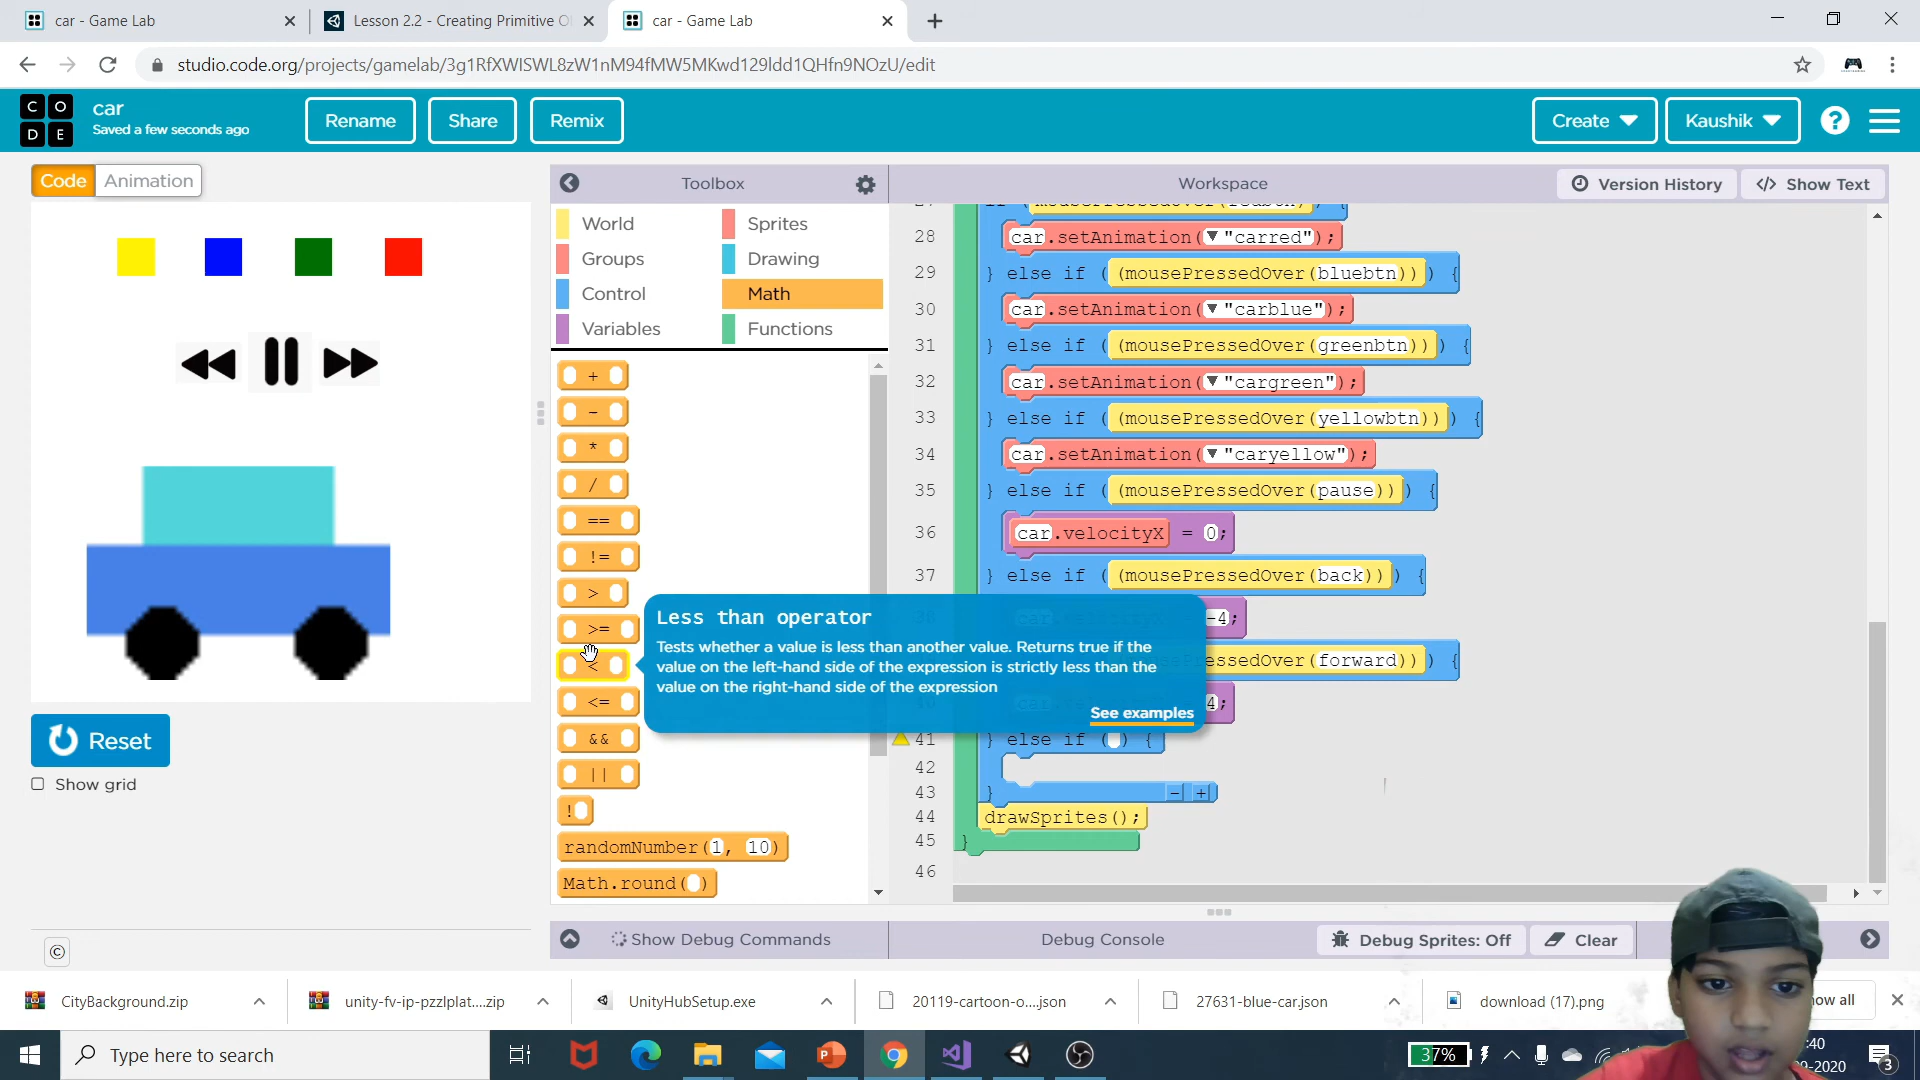 car - Game Lab
Lesson 2.2 - Creating Primitive O
car - Game Lab
studio.code.org/projects/gamelab/3g1RfXWISWL8zW1nM94fMW5MKwd129ldd1QHfn9NOzU/edit
C O D E
car
Saved a few seconds ago
Rename
Share
Remix
Create
Kaushik
?
Code
Animation
Toolbox
Workspace
Version History
</> Show Text
World
Sprites
Groups
Drawing
Control
Math
Variables
Functions
+
-
*
/
==
!=
>
>=
<
<=
&&
||
!
randomNumber(1, 10)
Math.round( )
Less than operator
Tests whether a value is less than another value. Returns true if the
value on the left-hand side of the expression is strictly less than the
value on the right-hand side of the expression
See examples
28 car.setAnimation(▼"carred");
29 } else if ( (mousePressedOver(bluebtn)) ) {
30 car.setAnimation(▼"carblue");
31 } else if ( (mousePressedOver(greenbtn)) ) {
32 car.setAnimation(▼"cargreen");
33 } else if ( (mousePressedOver(yellowbtn)) ) {
34 car.setAnimation(▼"caryellow");
35 } else if ( (mousePressedOver(pause)) ) {
36 car.velocityX = 0;
37 } else if ( (mousePressedOver(back)) ) {
-4;
essedOver(forward)) ) {
4;
41 } else if ( ) {
42
43 } - +
44 drawSprites();
45 }
46
Reset
Show grid
©
Show Debug Commands
Debug Console
Debug Sprites: Off
Clear
CityBackground.zip
unity-fv-ip-pzzlplat....zip
UnityHubSetup.exe
20119-cartoon-o....json
27631-blue-car.json
download (17).png
ow all
Type here to search
37%
:40
-2020
3